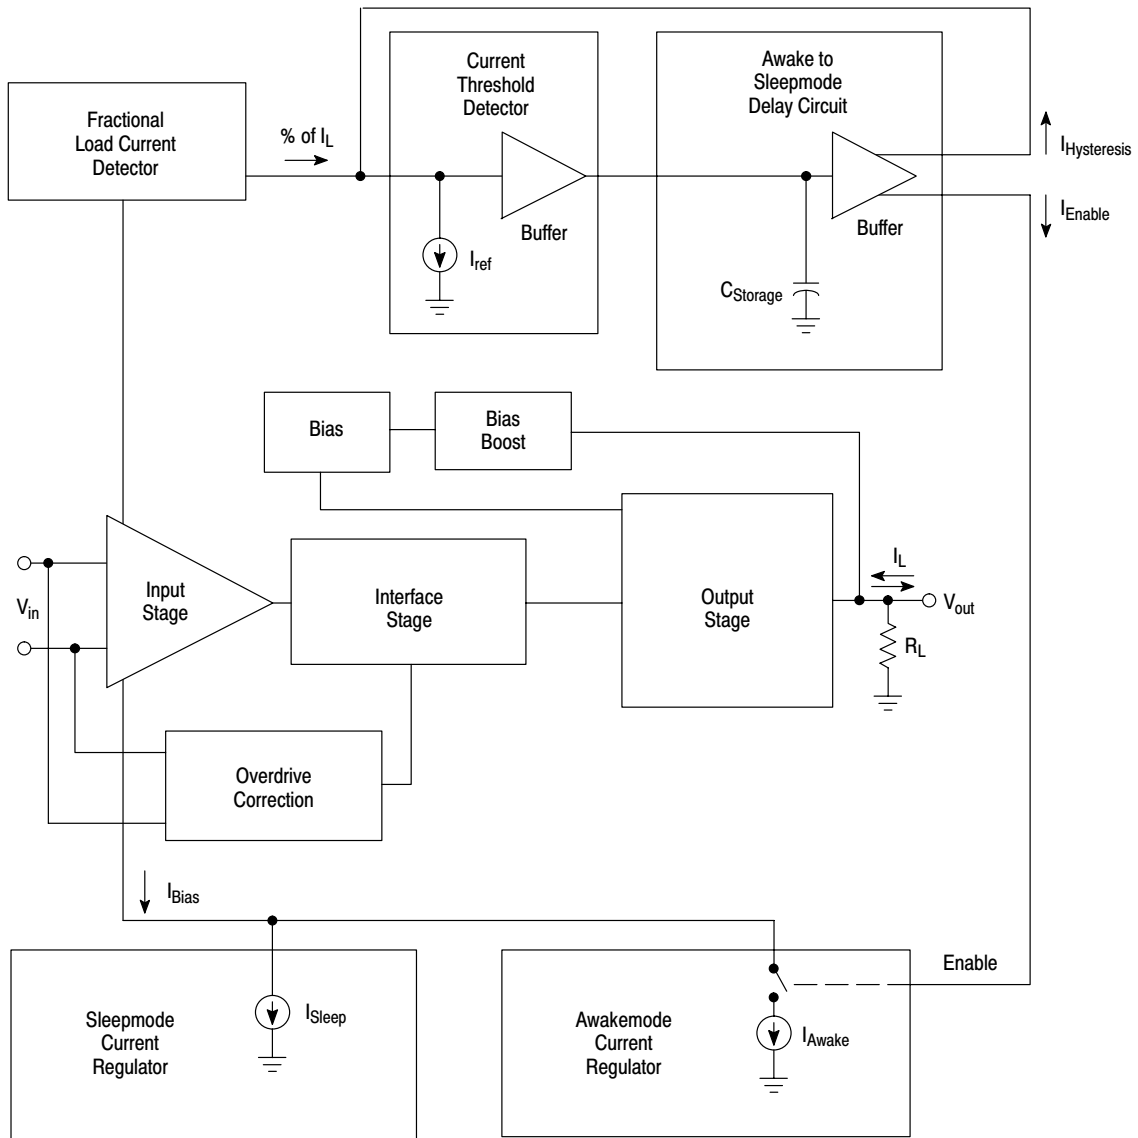 Fractional
Load Current
Detector
% of I_L
Current
Threshold
Detector
Buffer
I_ref
Awake to
Sleepmode
Delay Circuit
Buffer
C_Storage
I_Hysteresis
I_Enable
Bias
Bias
Boost
V_in
Input
Stage
Interface
Stage
Output
Stage
I_L
V_out
R_L
Overdrive
Correction
I_Bias
Sleepmode
Current
Regulator
I_Sleep
Awakemode
Current
Regulator
I_Awake
Enable